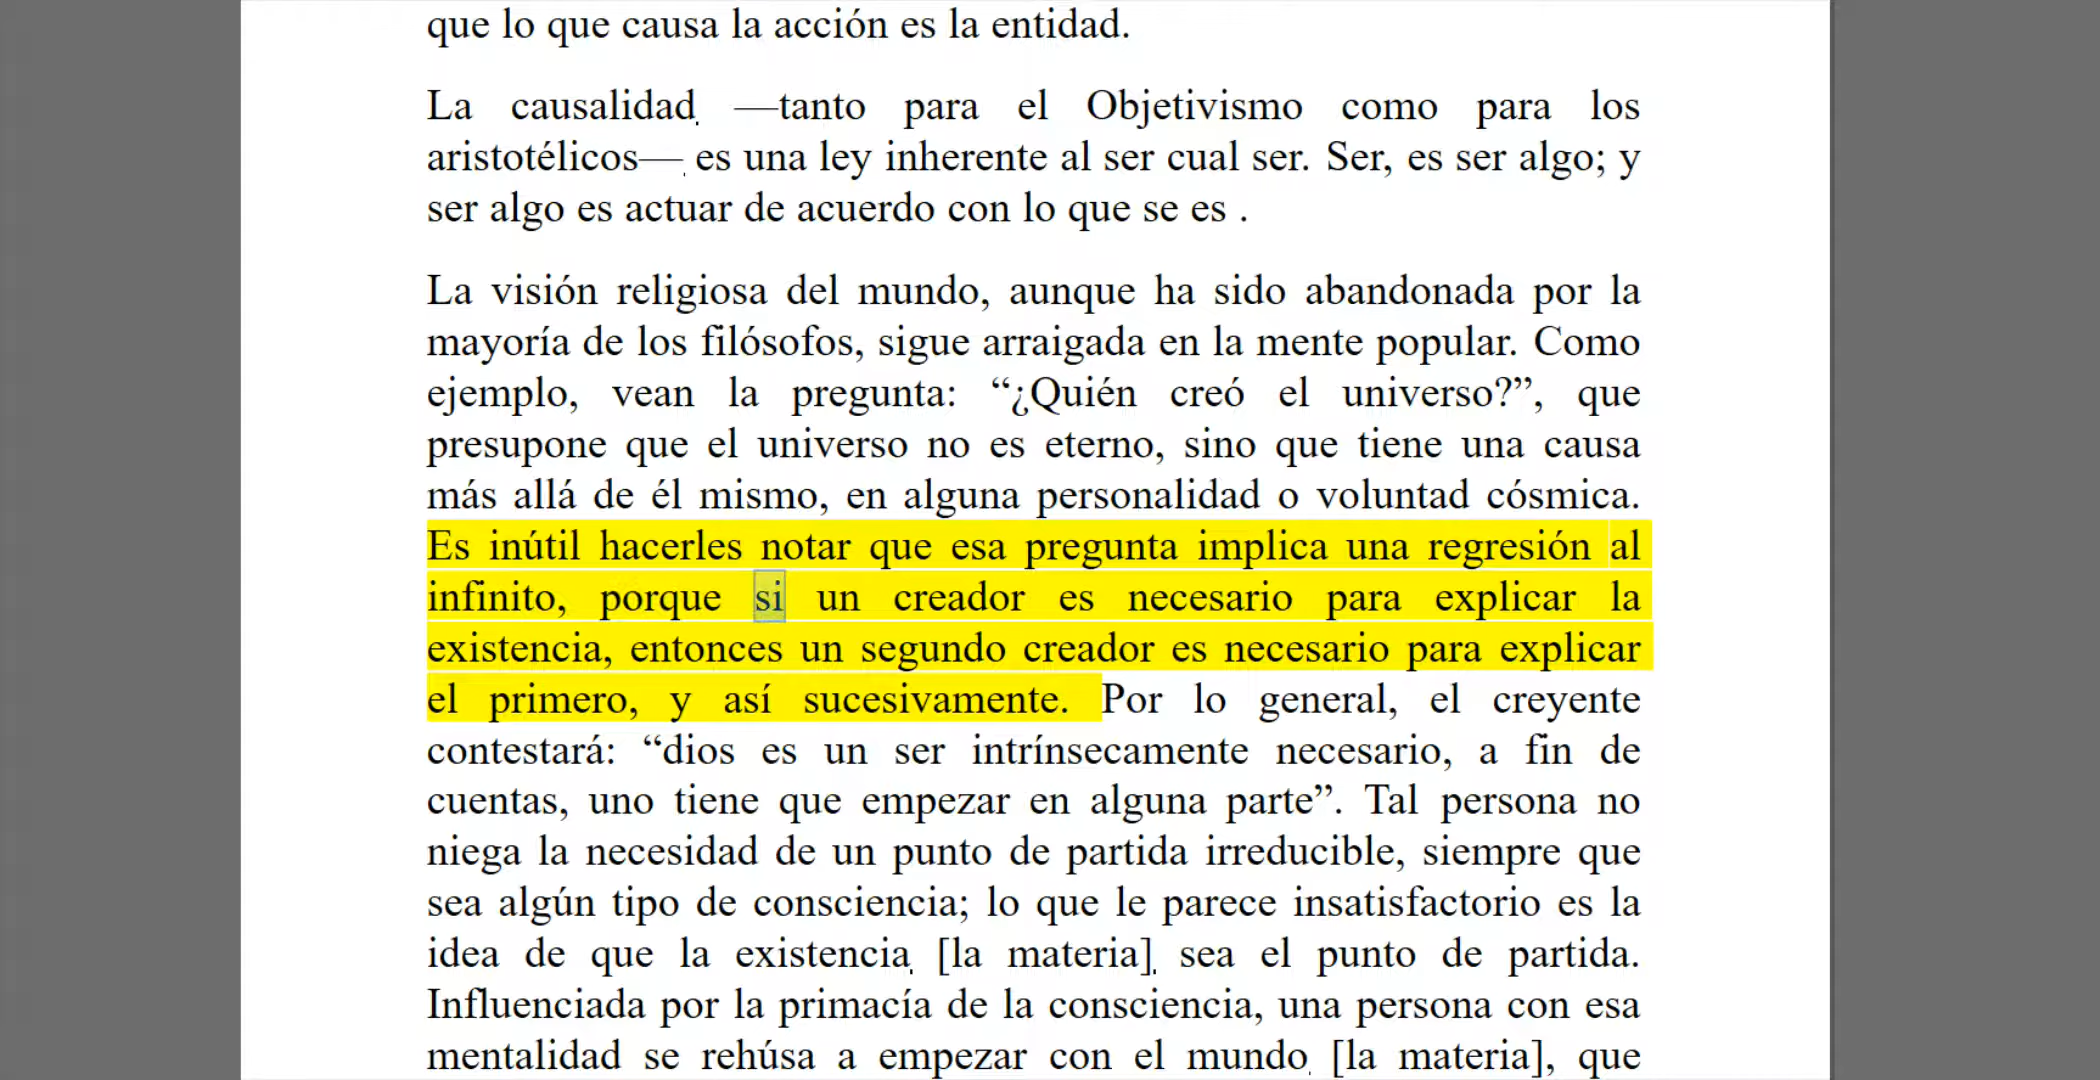 que lo que causa la acción es la entidad.
La causalidad —tanto para el Objetivismo como para los
aristotélicos— es una ley inherente al ser cual ser. Ser, es ser algo; y
ser algo es actuar de acuerdo con lo que se es .
La visión religiosa del mundo, aunque ha sido abandonada por la
mayoría de los filósofos, sigue arraigada en la mente popular. Como
ejemplo, vean la pregunta: “¿Quién creó el universo?”, que
presupone que el universo no es eterno, sino que tiene una causa
más allá de él mismo, en alguna personalidad o voluntad cósmica.
Es inútil hacerles notar que esa pregunta implica una regresión al
infinito, porque si un creador es necesario para explicar la
existencia, entonces un segundo creador es necesario para explicar
el primero, y así sucesivamente. Por lo general, el creyente
contestará: “dios es un ser intrínsecamente necesario, a fin de
cuentas, uno tiene que empezar en alguna parte”. Tal persona no
niega la necesidad de un punto de partida irreducible, siempre que
sea algún tipo de consciencia; lo que le parece insatisfactorio es la
idea de que la existencia [la materia] sea el punto de partida.
Influenciada por la primacía de la consciencia, una persona con esa
mentalidad se rehúsa a empezar con el mundo [la materia], que